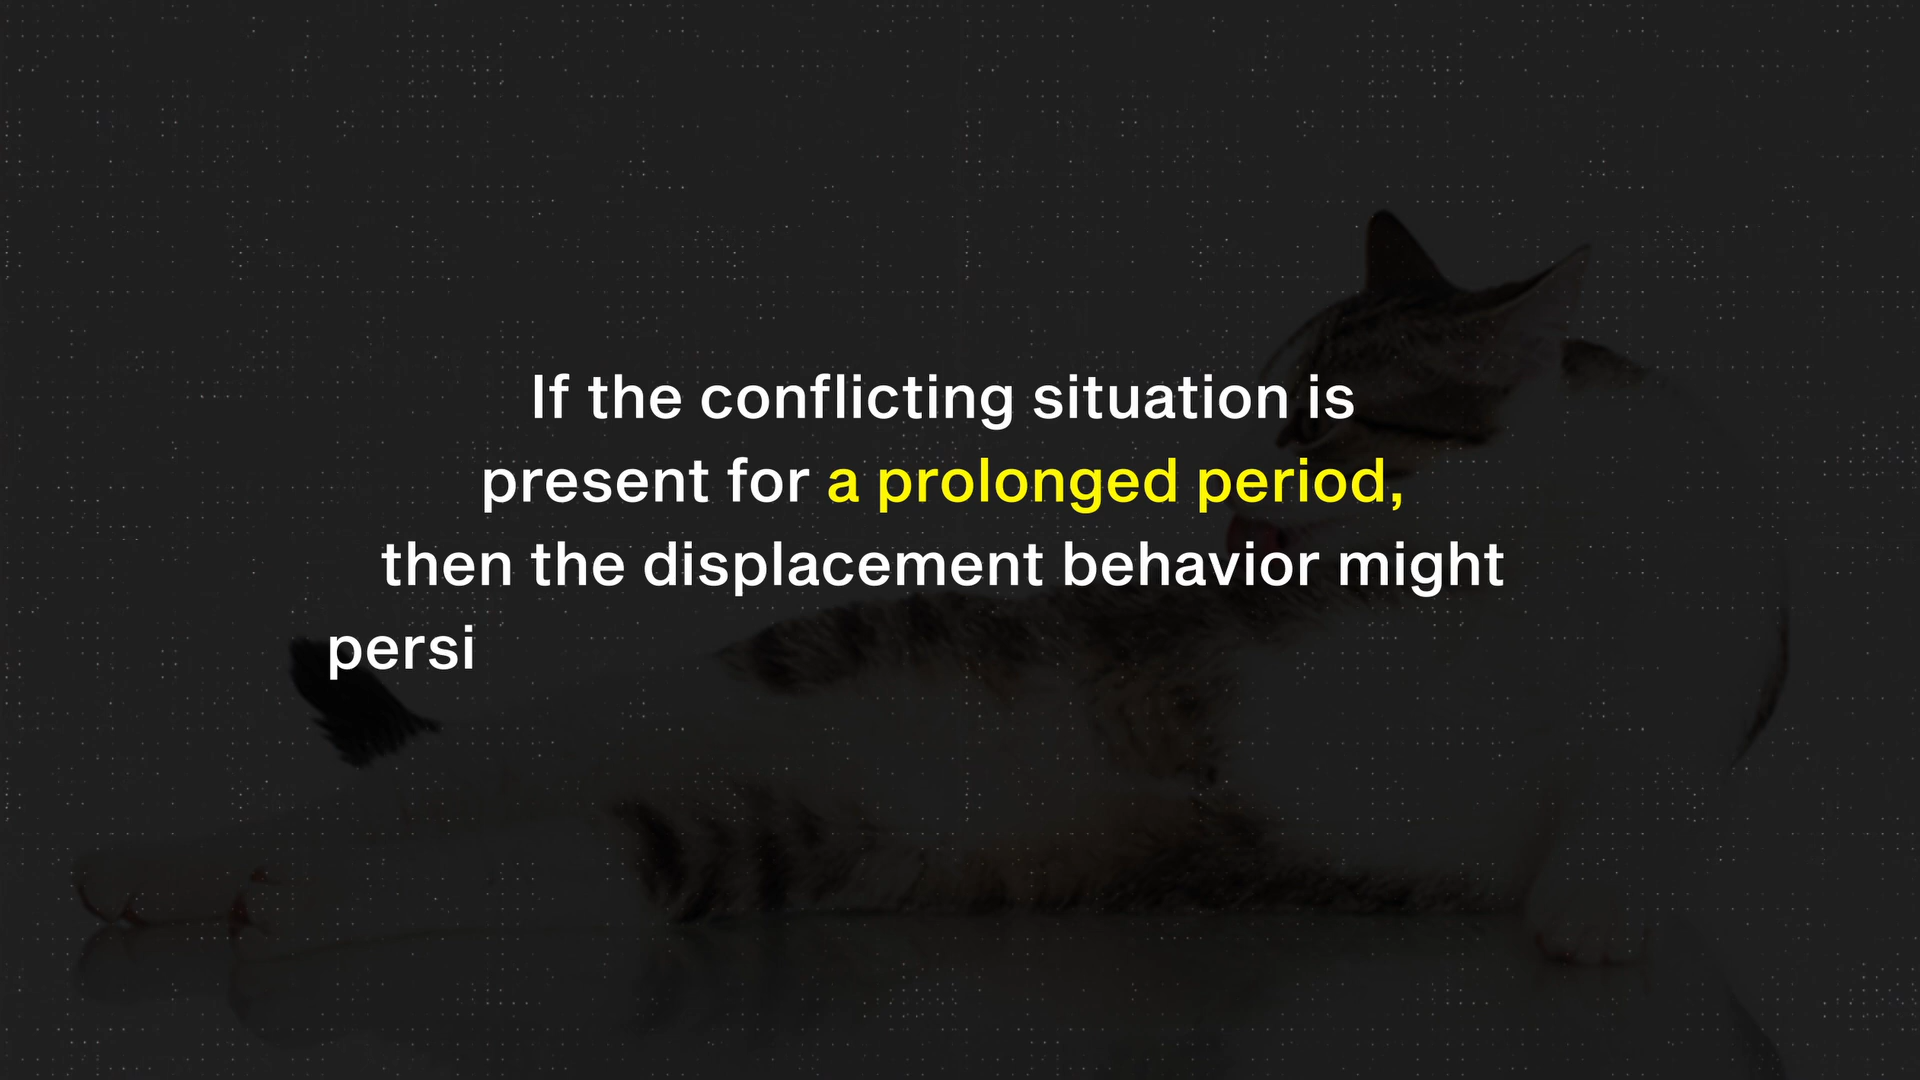 If the conflicting situation is
present for a prolonged period,
then the displacement behavior might
persi